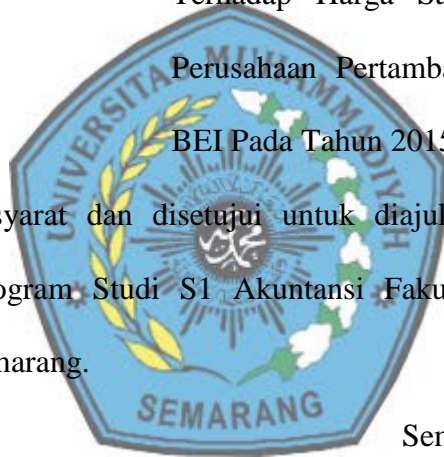 Terhadap Harga Sa
Perusahaan Pertamba
BEI Pada Tahun 2015
syarat dan disetujui untuk diajuk
ogram Studi S1 Akuntansi Faku
marang.
Sem
UNIVERSITAS MUHAMMADIYAH
SEMARANG